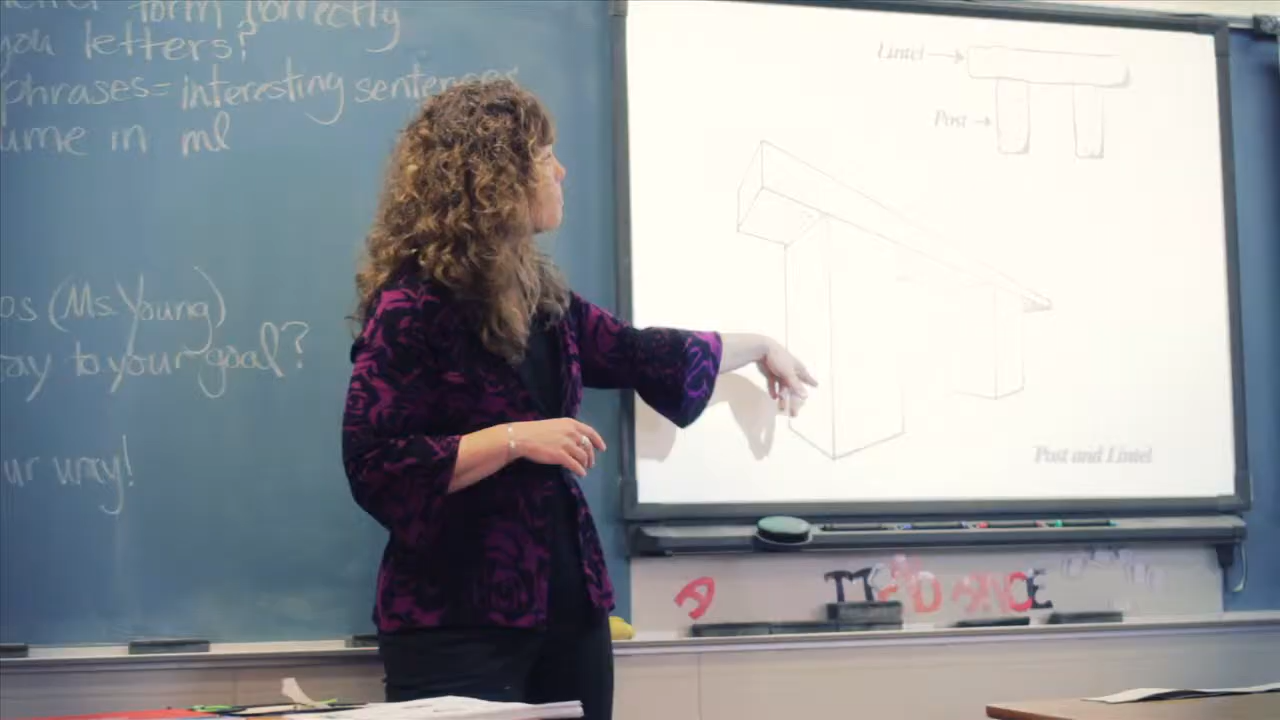 form correctly
you letters?
phrases = interesting sentences
ume in ml
os (Ms. Young)
ay to your goal?
ur way!
Lintel
Post
Post and Lintel